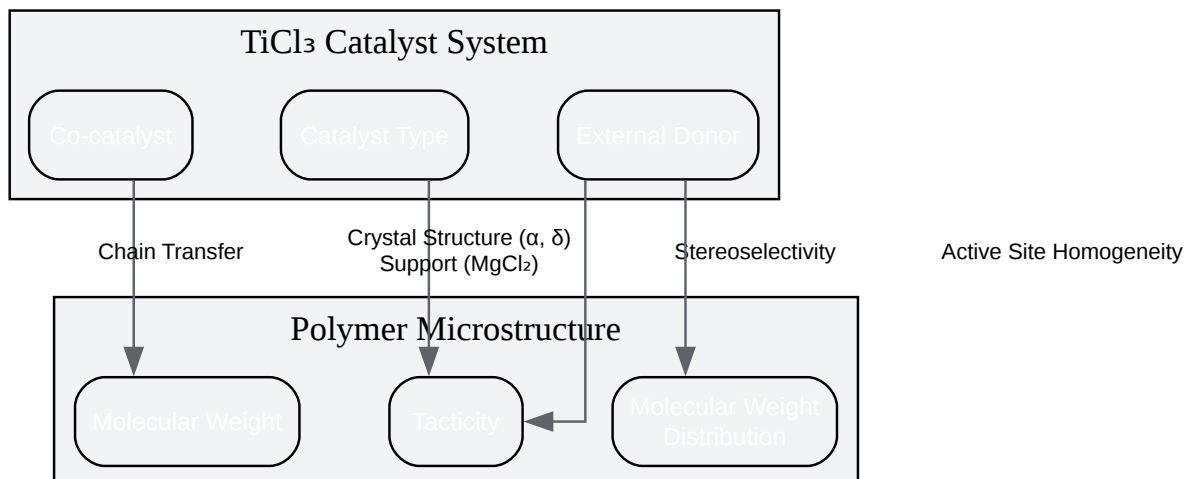 TiCl₃ Catalyst System
Co-catalyst
Catalyst Type
External Donor
Chain Transfer
Crystal Structure (α, δ)
Support (MgCl₂)
Stereoselectivity
Active Site Homogeneity
Polymer Microstructure
Molecular Weight
Tacticity
Molecular Weight
Distribution